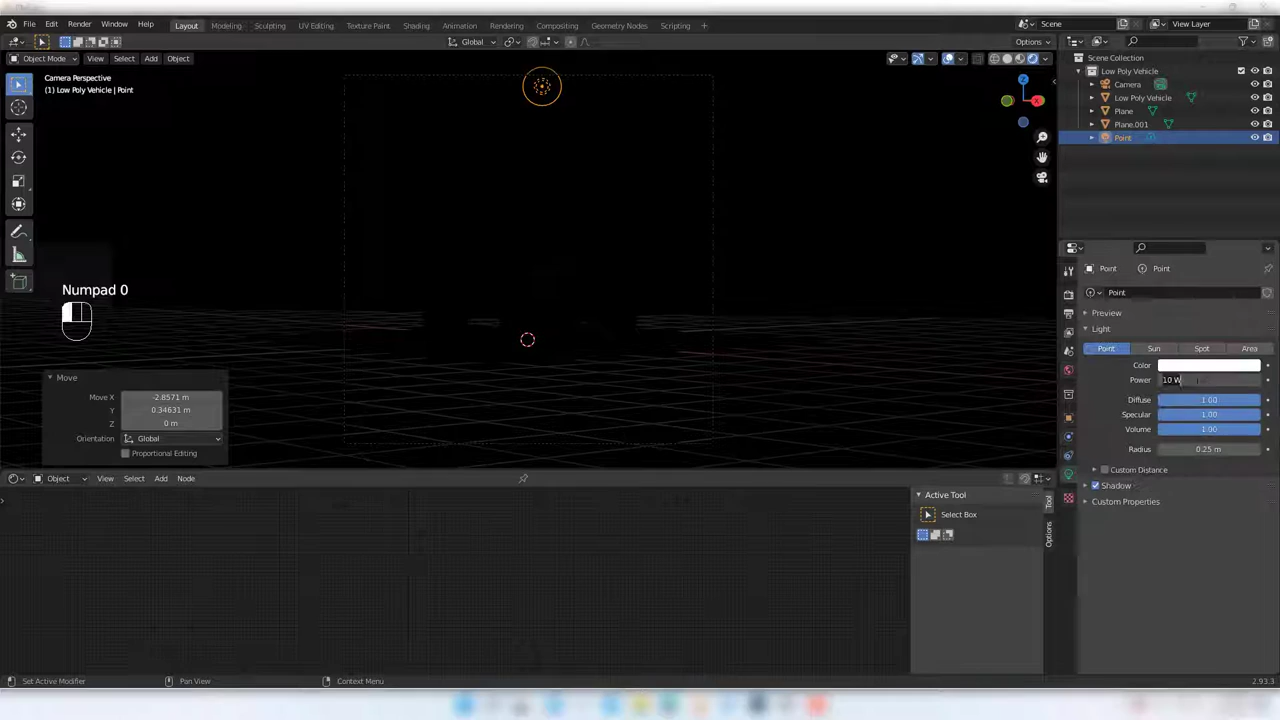 File Edit Render Window Help Layout Modeling Sculpting UV Editing Texture Paint Shading Animation Rendering Compositing Geometry Nodes Scripting + Scene View Layer
Global Options
Object Mode View Select Add Object
Camera Perspective
(1) Low Poly Vehicle | Point
Z
X
Scene Collection
Low Poly Vehicle
Camera
Low Poly Vehicle
Plane
Plane.001
Point
Numpad 0
Move
Move X -2.8571 m
Y 0.34631 m
Z 0 m
Orientation Global
Proportional Editing
Point Point
Point
Preview
Light
Point Sun Spot Area
Color
Power 10 W
Diffuse 1.00
Specular 1.00
Volume 1.00
Radius 0.25 m
Custom Distance
Shadow
Custom Properties
Object View Select Add Node
Active Tool
Select Box
Tool
Options
Set Active Modifier Pan View Context Menu 2.93.3